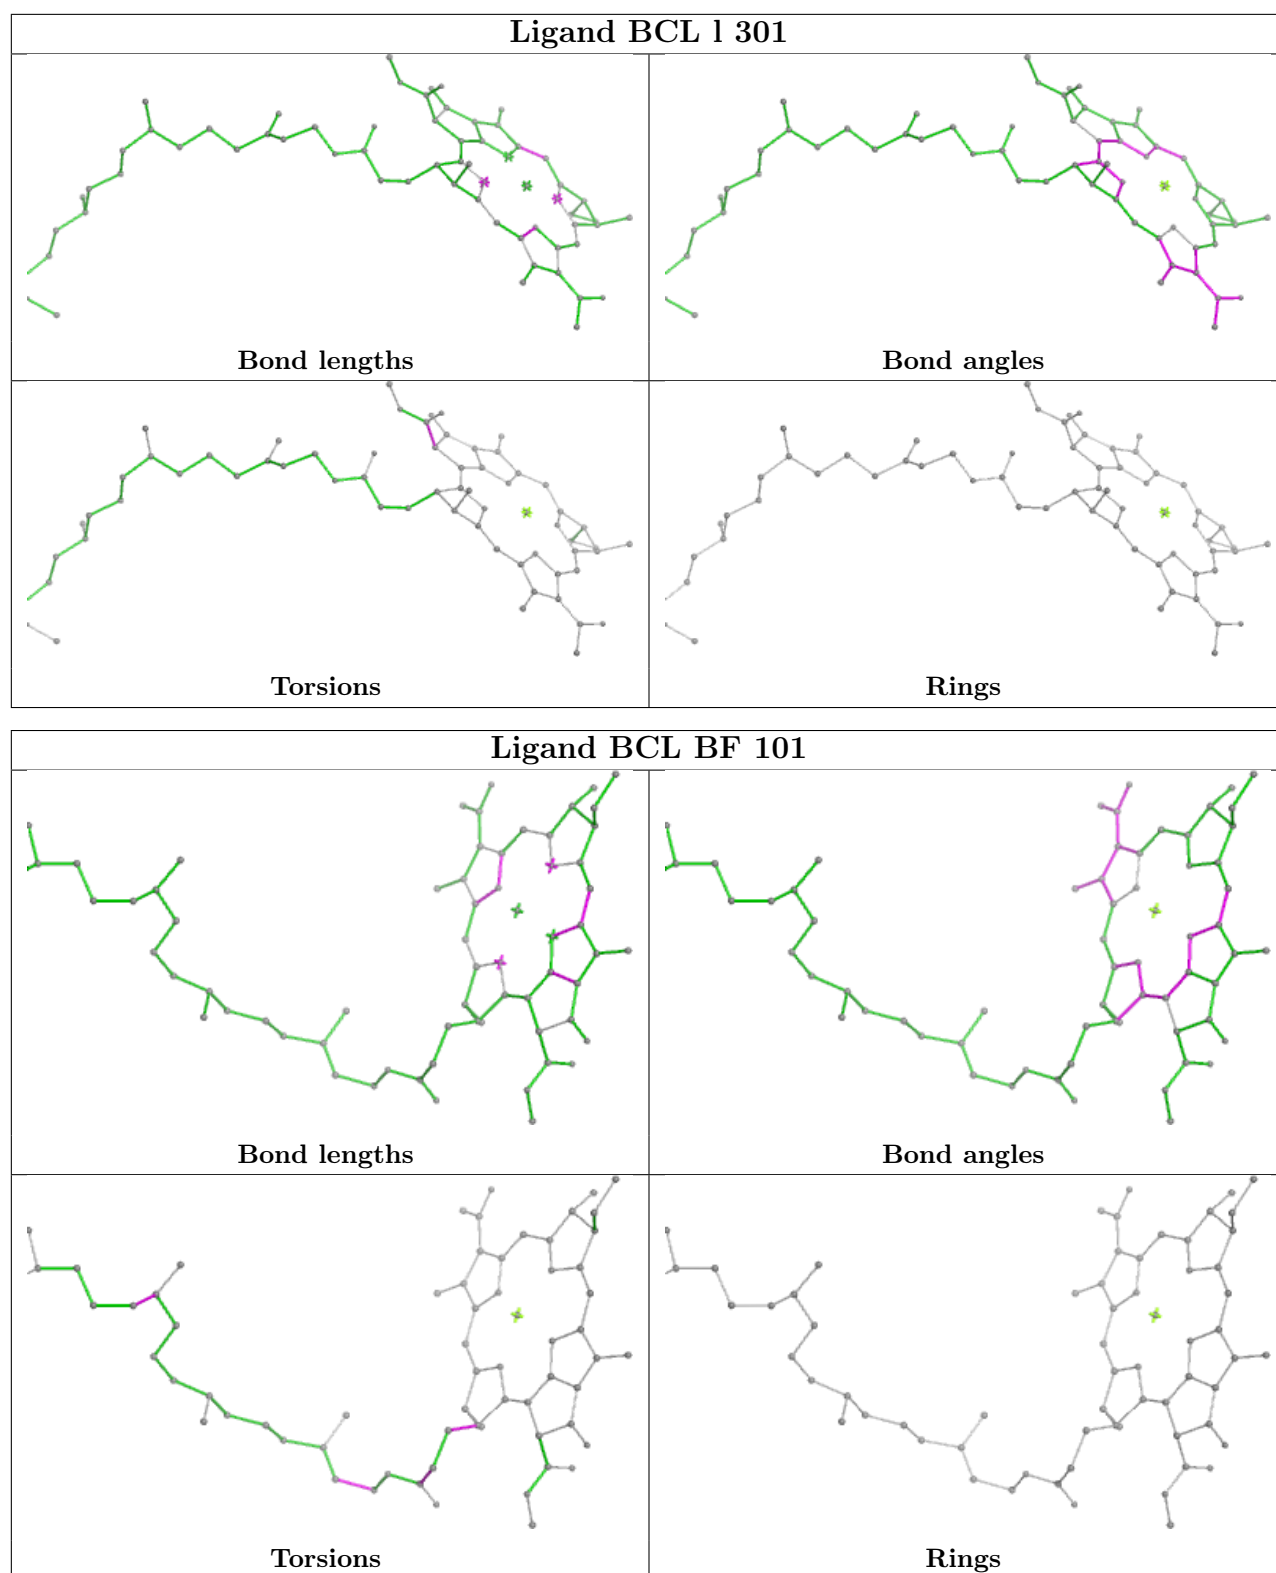 Ligand BCL l 301
Bond lengths
Bond angles
Torsions
Rings
Ligand BCL BF 101
Bond lengths
Bond angles
Torsions
Rings